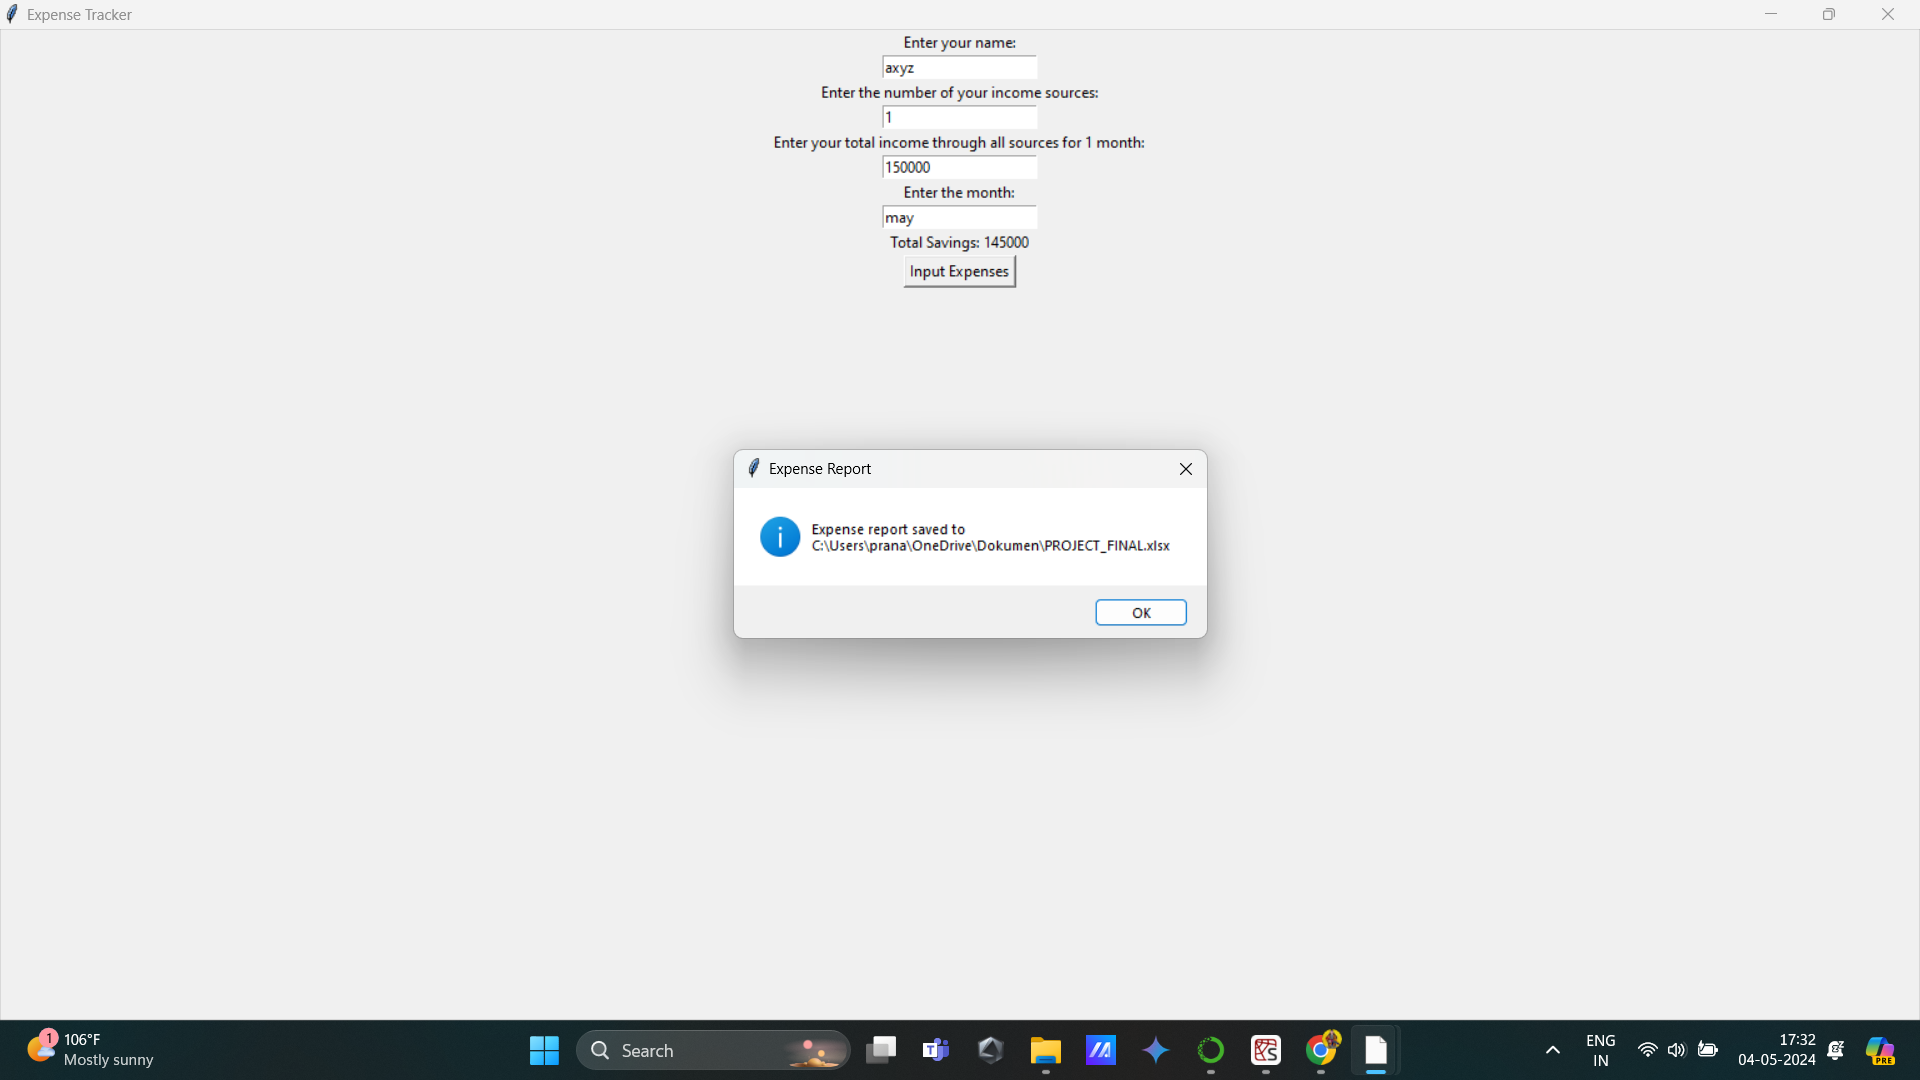 Expense Tracker
Enter your name:
axyz
Enter the number of your income sources:
1
Enter your total income through all sources for 1 month:
150000
Enter the month:
may
Total Savings: 145000
Input Expenses
Expense Report
Expense report saved to
C:\Users\prana\OneDrive\Dokumen\PROJECT_FINAL.xlsx
OK
1
106°F
Mostly sunny
Search
ENG
IN
17:32
04-05-2024
PRE